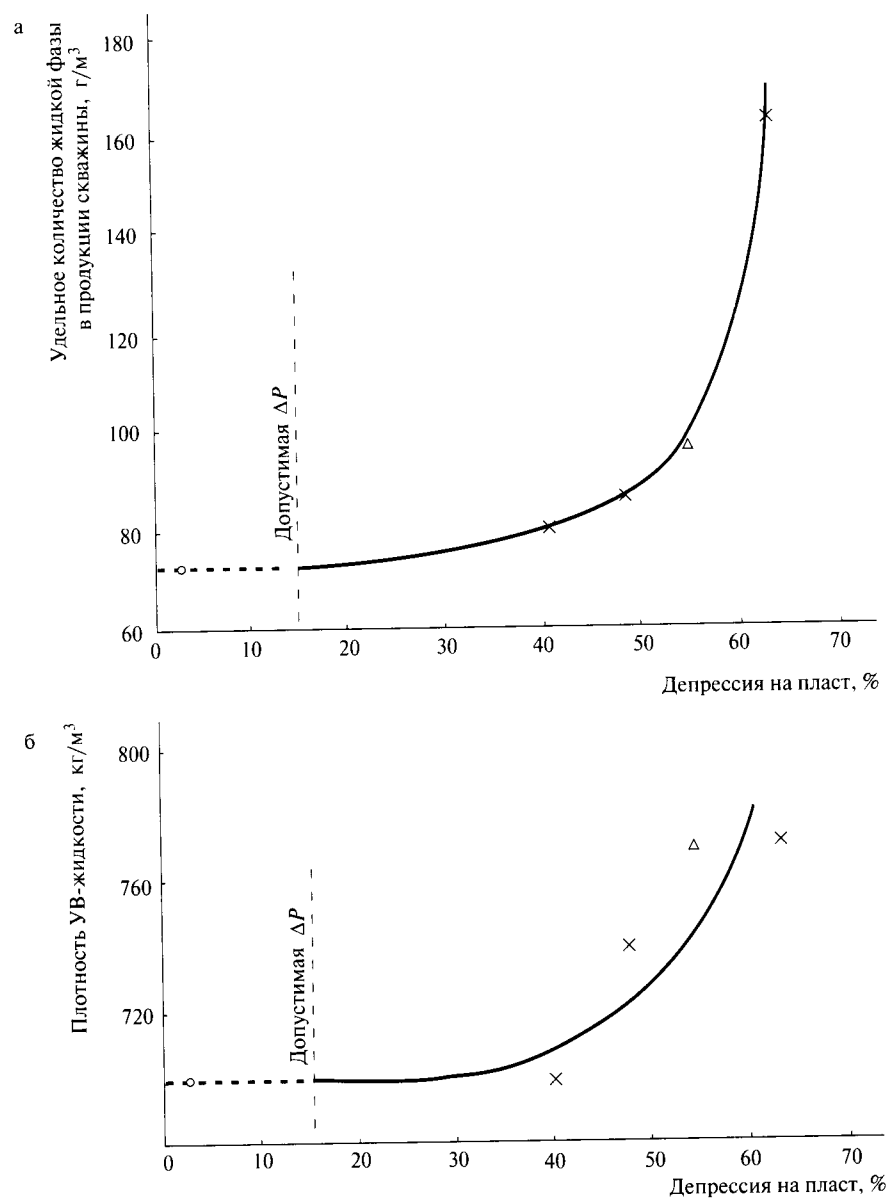 а
Удельное количество жидкой фазы
в продукции скважины, г/м³
180
160
140
120
100
80
60
Допустимая ΔP
0 10 20 30 40 50 60 70
Депрессия на пласт, %
б
Плотность УВ-жидкости, кг/м³
800
760
720
Допустимая ΔP
0 10 20 30 40 50 60 70
Депрессия на пласт, %